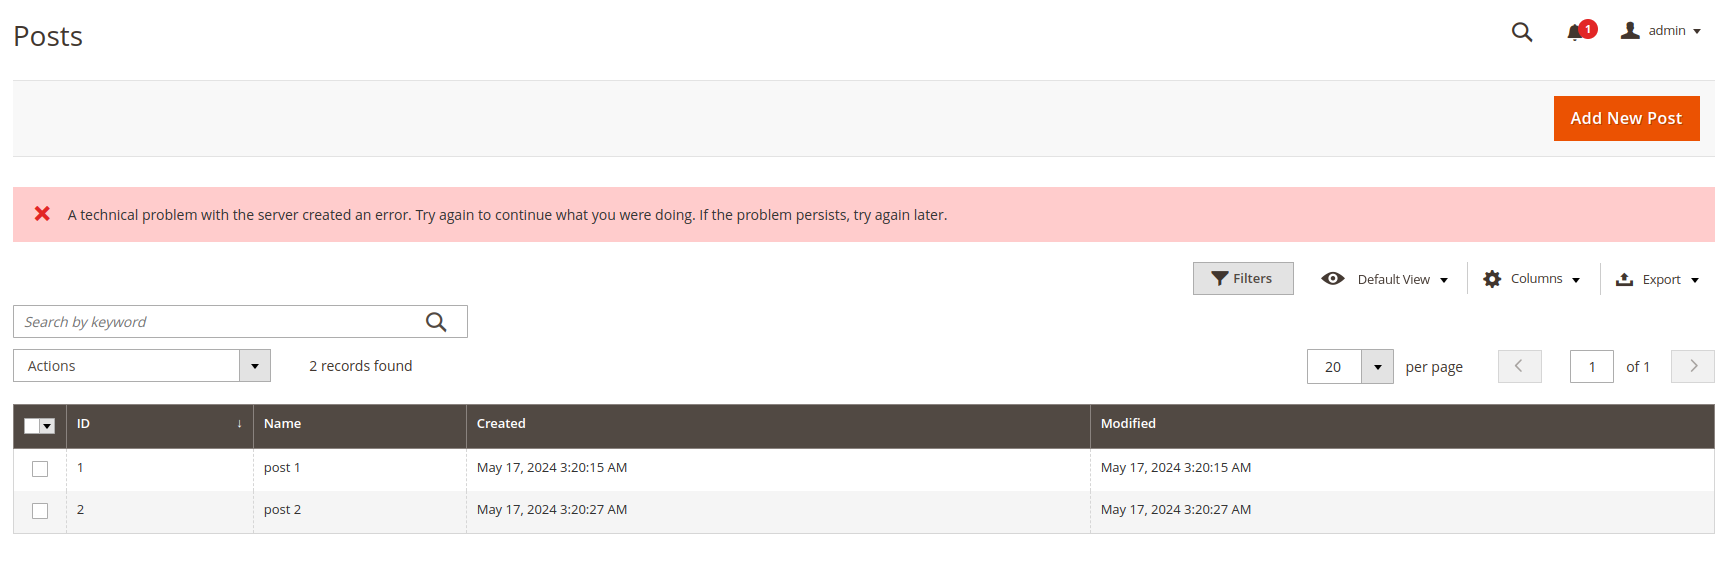 Posts
1
admin
Add New Post
A technical problem with the server created an error. Try again to continue what you were doing. If the problem persists, try again later.
Filters Default View Columns Export
Search by keyword
Actions 2 records found 20 per page 1 of 1
ID ↓ Name Created Modified
1 post 1 May 17, 2024 3:20:15 AM May 17, 2024 3:20:15 AM
2 post 2 May 17, 2024 3:20:27 AM May 17, 2024 3:20:27 AM